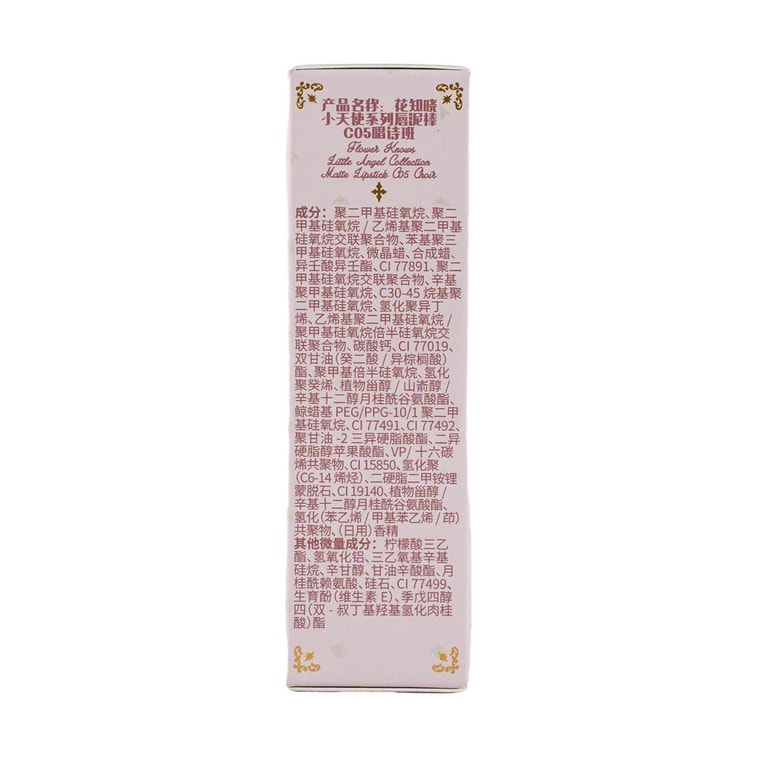 产品名称：花知晓
小天使系列唇泥棒
C05唱诗班
Flower Knows
Little Angel Collection
Matte Lipstick C05 Choir
成分：聚二甲基硅氧烷、聚二
甲基硅氧烷 / 乙烯基聚二甲基
硅氧烷交联聚合物、苯基聚三
甲基硅氧烷、微晶蜡、合成蜡、
异壬酸异壬酯、CI 77891、聚二
甲基硅氧烷交联聚合物、辛基
聚甲基硅氧烷、C30-45 烷基聚
二甲基硅氧烷、氢化聚异丁
烯、乙烯基聚二甲基硅氧烷 /
聚甲基硅氧烷倍半硅氧烷交
联聚合物、碳酸钙、CI 77019、
双甘油（癸二酸 / 异棕榈酸）
酯、聚甲基倍半硅氧烷、氢化
聚癸烯、植物甾醇 / 山嵛醇 /
辛基十二醇月桂酰谷氨酸酯、
鲸蜡基 PEG/PPG-10/1 聚二甲
基硅氧烷、CI 77491、CI 77492、
聚甘油 -2 三异硬脂酸酯、二异
硬脂醇苹果酸酯、VP/ 十六碳
烯共聚物、CI 15850、氢化聚
（C6-14 烯烃）、二硬脂二甲铵锂
蒙脱石、CI 19140、植物甾醇 /
辛基十二醇月桂酰谷氨酸酯、
氢化（苯乙烯 / 甲基苯乙烯 / 茚）
共聚物、（日用）香精
其他微量成分：柠檬酸三乙
酯、氢氧化铝、三乙氧基辛基
硅烷、辛甘醇、甘油辛酸酯、月
桂酰赖氨酸、硅石、CI 77499、
生育酚（维生素 E）、季戊四醇
四（双 - 叔丁基羟基氢化肉桂
酸）酯